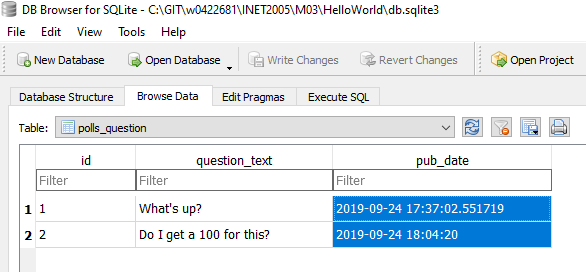 DB Browser for SQLite - C:\GIT\w0422681\INET2005\M03\HelloWorld\db.sqlite3
File Edit View Tools Help
New Database Open Database Write Changes Revert Changes Open Project
Database Structure Browse Data Edit Pragmas Execute SQL
Table: polls_question
id question_text pub_date
Filter Filter Filter
1 1 What's up? 2019-09-24 17:37:02.551719
2 2 Do I get a 100 for this? 2019-09-24 18:04:20